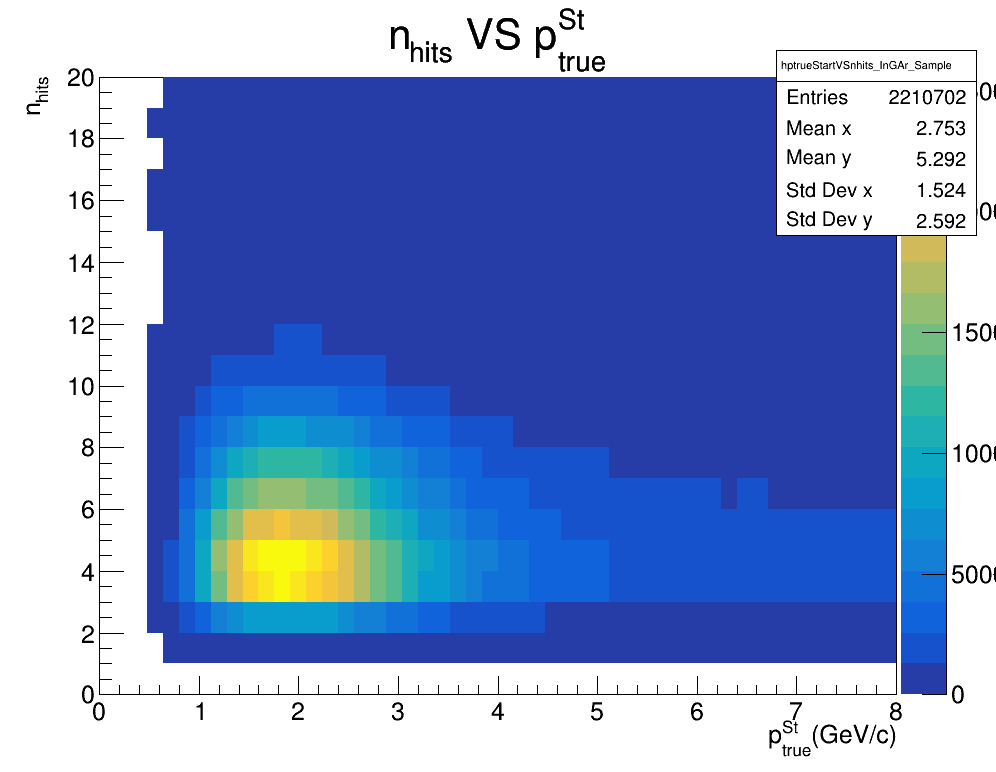 n_hits VS p^St_true
hptrueStartVSnhits_InGAr_Sample
Entries 2210702
Mean x 2.753
Mean y 5.292
Std Dev x 1.524
Std Dev y 2.592
n_hits
20
18
16
14
12
10
8
6
4
2
0
0 1 2 3 4 5 6 7 8
p^St_true(GeV/c)
1500
1000
5000
0